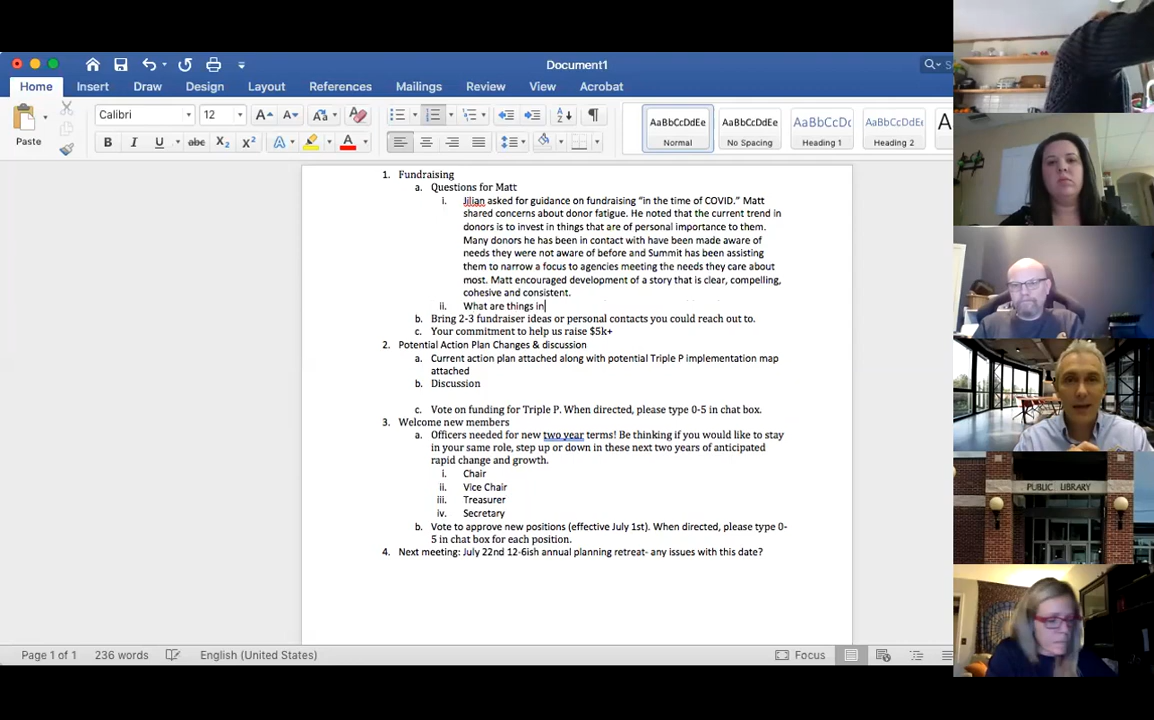 Document1
S
Home Insert Draw Design Layout References Mailings Review View Acrobat
Paste
Calibri
12
AaBbCcDdEe
Normal
AaBbCcDdEe
No Spacing
AaBbCcDc
Heading 1
AaBbCcDdEe
Heading 2
1. Fundraising
a. Questions for Matt
i. Jilian asked for guidance on fundraising “in the time of COVID.” Matt
shared concerns about donor fatigue. He noted that the current trend in
donors is to invest in things that are of personal importance to them.
Many donors he has been in contact with have been made aware of
needs they were not aware of before and Summit has been assisting
them to narrow a focus to agencies meeting the needs they care about
most. Matt encouraged development of a story that is clear, compelling,
cohesive and consistent.
ii. What are things in
b. Bring 2-3 fundraiser ideas or personal contacts you could reach out to.
c. Your commitment to help us raise $5k+
2. Potential Action Plan Changes & discussion
a. Current action plan attached along with potential Triple P implementation map
attached
b. Discussion
c. Vote on funding for Triple P. When directed, please type 0-5 in chat box.
3. Welcome new members
a. Officers needed for new two year terms! Be thinking if you would like to stay
in your same role, step up or down in these next two years of anticipated
rapid change and growth.
i. Chair
ii. Vice Chair
iii. Treasurer
iv. Secretary
b. Vote to approve new positions (effective July 1st). When directed, please type 0-
5 in chat box for each position.
4. Next meeting: July 22nd 12-6ish annual planning retreat- any issues with this date?
Page 1 of 1 236 words English (United States) Focus
PUBLIC LIBRARY